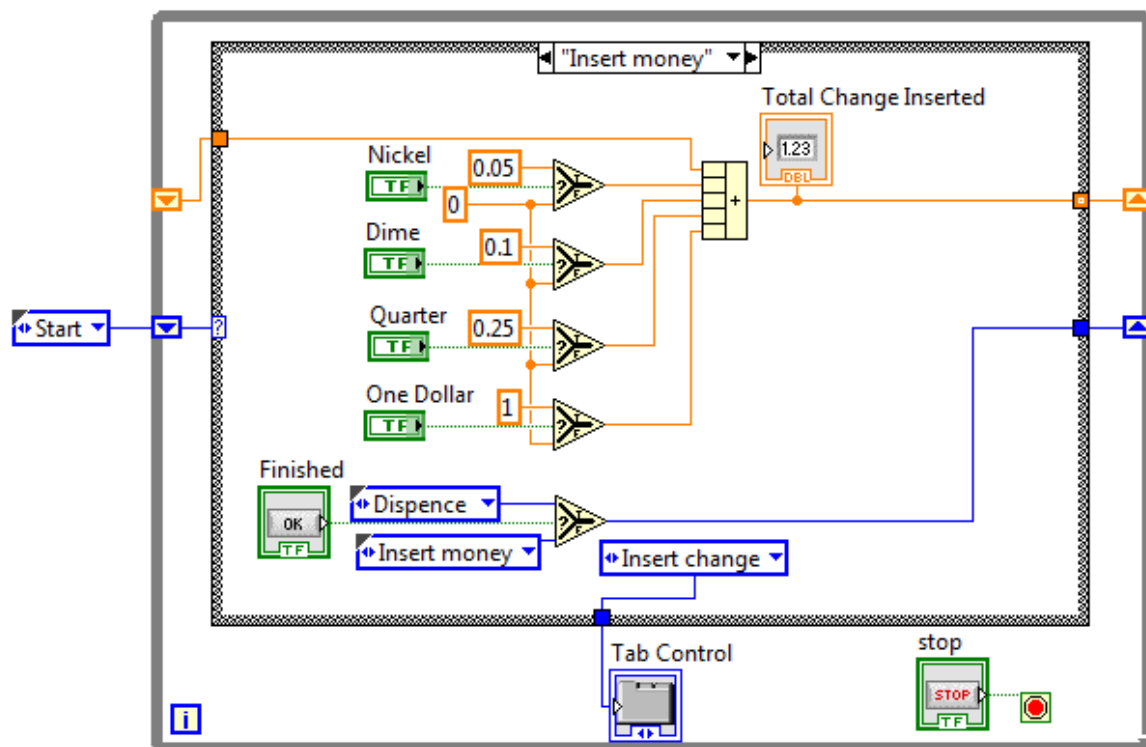 "Insert money"
Total Change Inserted
1.23
DBL
Nickel
TF
0.05
?
T
F
0
+
Dime
TF
0.1
?
T
F
Start
?
Quarter
TF
0.25
?
T
F
One Dollar
TF
1
?
T
F
Finished
OK
TF
Dispence
?
T
F
Insert money
Insert change
Tab Control
stop
STOP
TF
i